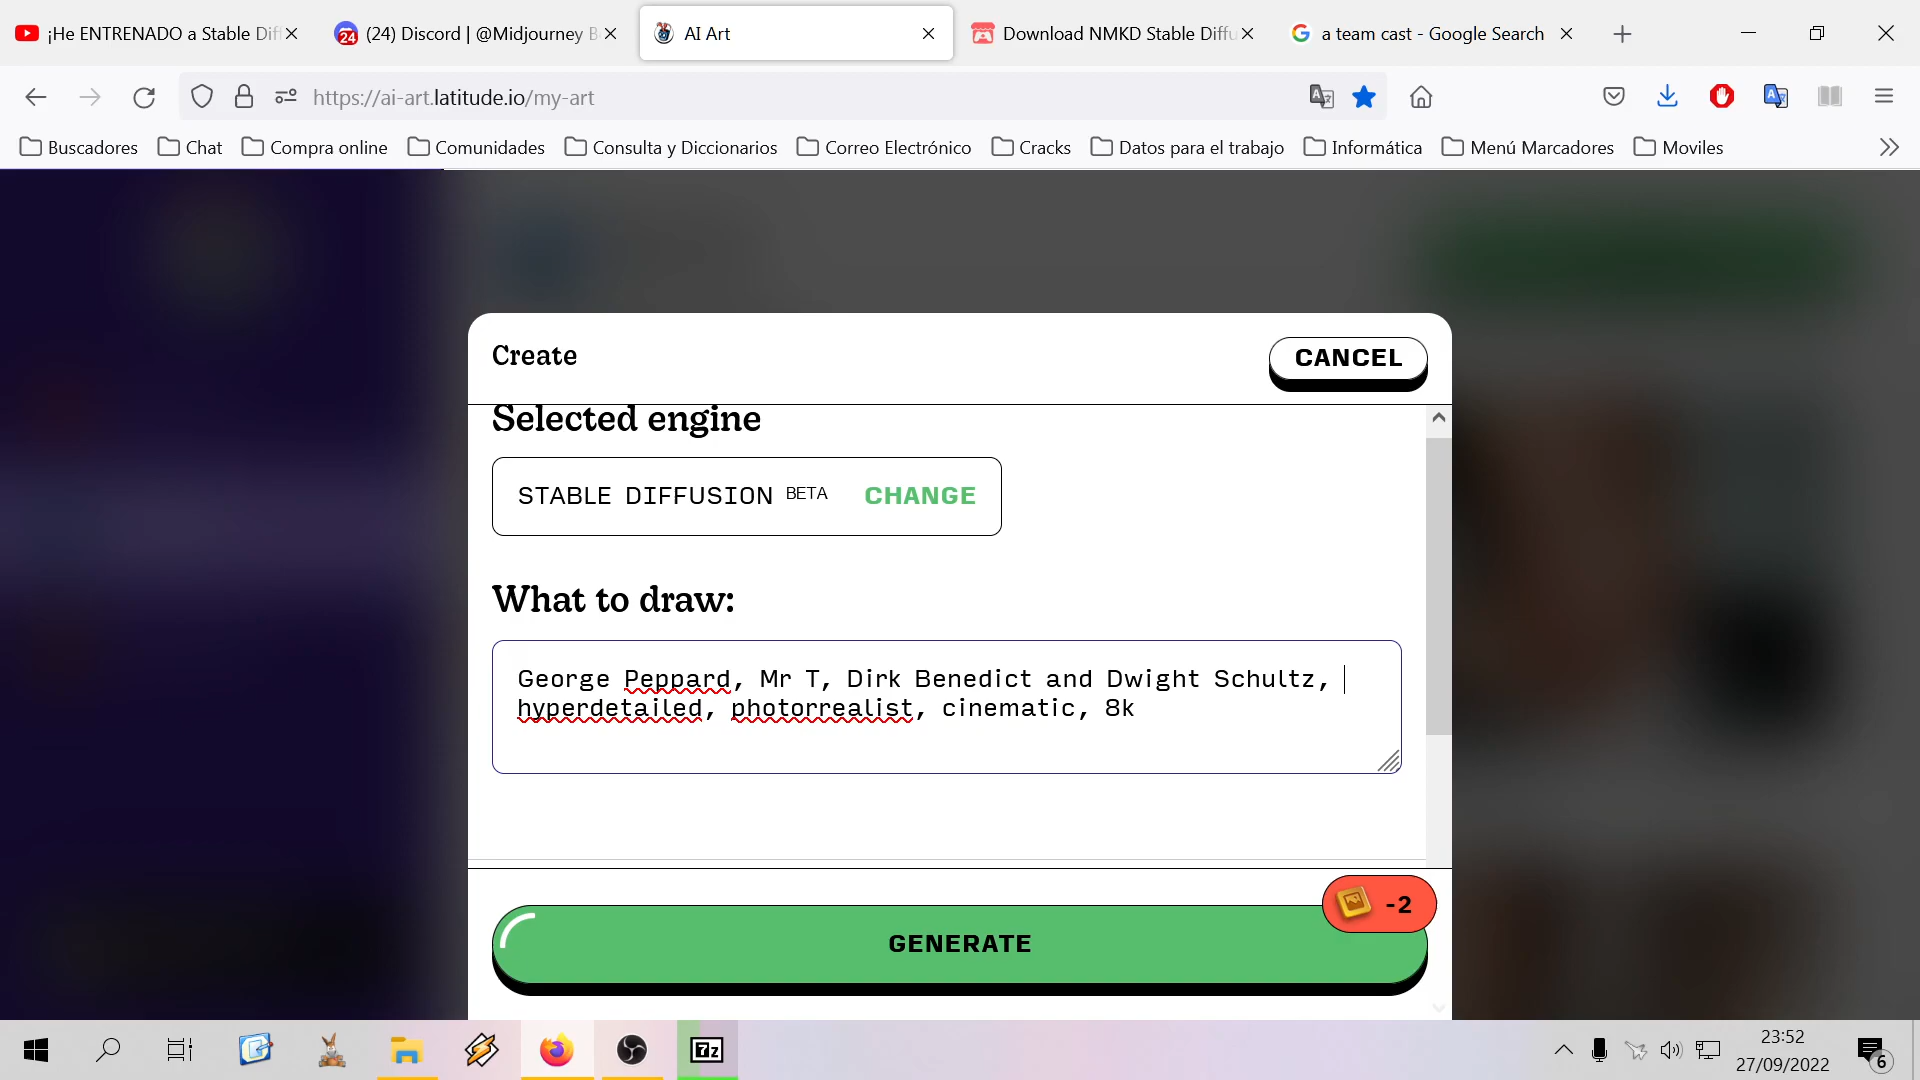 ¡He ENTRENADO a Stable Dif
(24) Discord | @Midjourney B
AI Art
Download NMKD Stable Diffu
a team cast - Google Search
https://ai-art.latitude.io/my-art
Buscadores
Chat
Compra online
Comunidades
Consulta y Diccionarios
Correo Electrónico
Cracks
Datos para el trabajo
Informática
Menú Marcadores
Moviles
Create
CANCEL
Selected engine
STABLE DIFFUSION BETA CHANGE
What to draw:
George Peppard, Mr T, Dirk Benedict and Dwight Schultz,
hyperdetailed, photorrealist, cinematic, 8k
-2
GENERATE
7z
23:52
27/09/2022
6